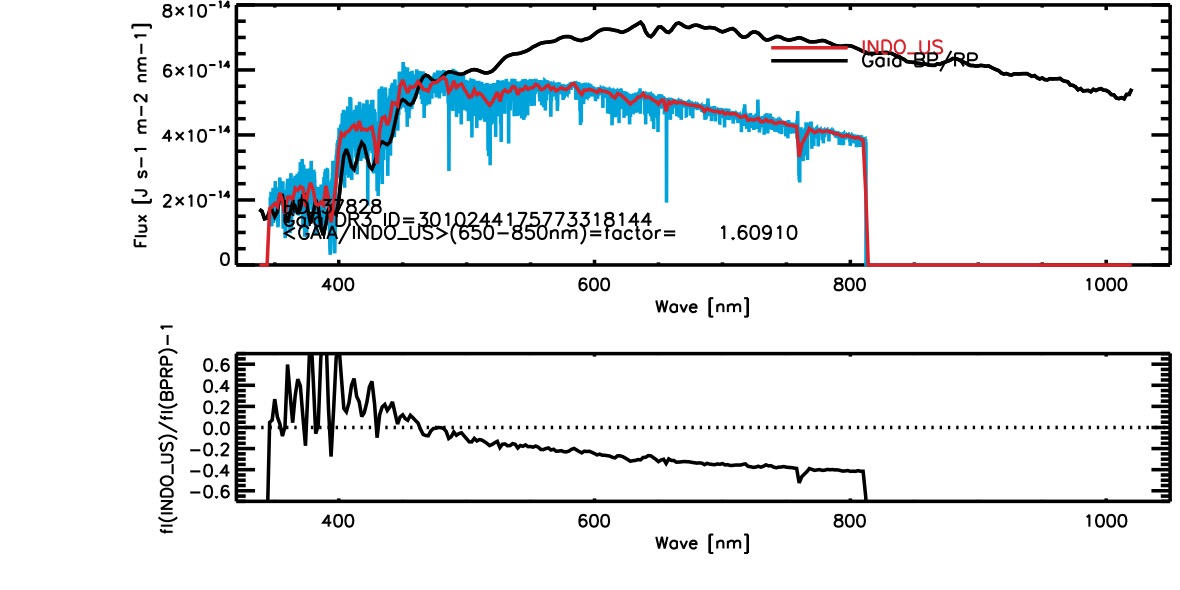 8×10⁻¹⁴
6×10⁻¹⁴
4×10⁻¹⁴
2×10⁻¹⁴
0
Flux [J s−1 m−2 nm−1]
INDO_US
Gaia BP/RP
HD 37828
Gaia DR3 ID=3010244175773318144
<GAIA/INDO_US>(650−850nm)=factor= 1.60910
400 600 800 1000
Wave [nm]
fl(INDO_US)/fl(BPRP)−1
0.6
0.4
0.2
0.0
−0.2
−0.4
−0.6
400 600 800 1000
Wave [nm]